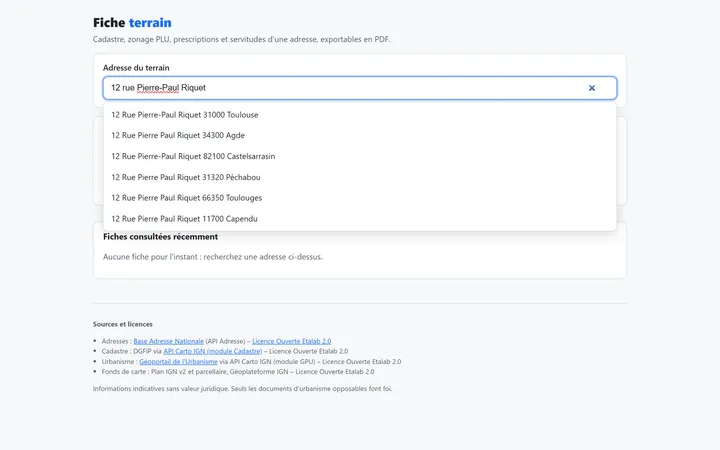 Fiche terrain
Cadastre, zonage PLU, prescriptions et servitudes d'une adresse, exportables en PDF.
Adresse du terrain
12 rue Pierre-Paul Riquet
12 Rue Pierre-Paul Riquet 31000 Toulouse
12 Rue Pierre Paul Riquet 34300 Agde
12 Rue Pierre-Paul Riquet 82100 Castelsarrasin
12 Rue Pierre Paul Riquet 31320 Péchabou
12 Rue Pierre Paul Riquet 66350 Toulouges
12 Rue Pierre Paul Riquet 11700 Capendu
Fiches consultées récemment
Aucune fiche pour l'instant : recherchez une adresse ci-dessus.
Sources et licences
Adresses : Base Adresse Nationale (API Adresse) – Licence Ouverte Etalab 2.0
Cadastre : DGFiP via API Carto IGN (module Cadastre) – Licence Ouverte Etalab 2.0
Urbanisme : Géoportail de l'Urbanisme via API Carto IGN (module GPU) – Licence Ouverte Etalab 2.0
Fonds de carte : Plan IGN v2 et parcellaire, Géoplateforme IGN – Licence Ouverte Etalab 2.0
Informations indicatives sans valeur juridique. Seuls les documents d'urbanisme opposables font foi.